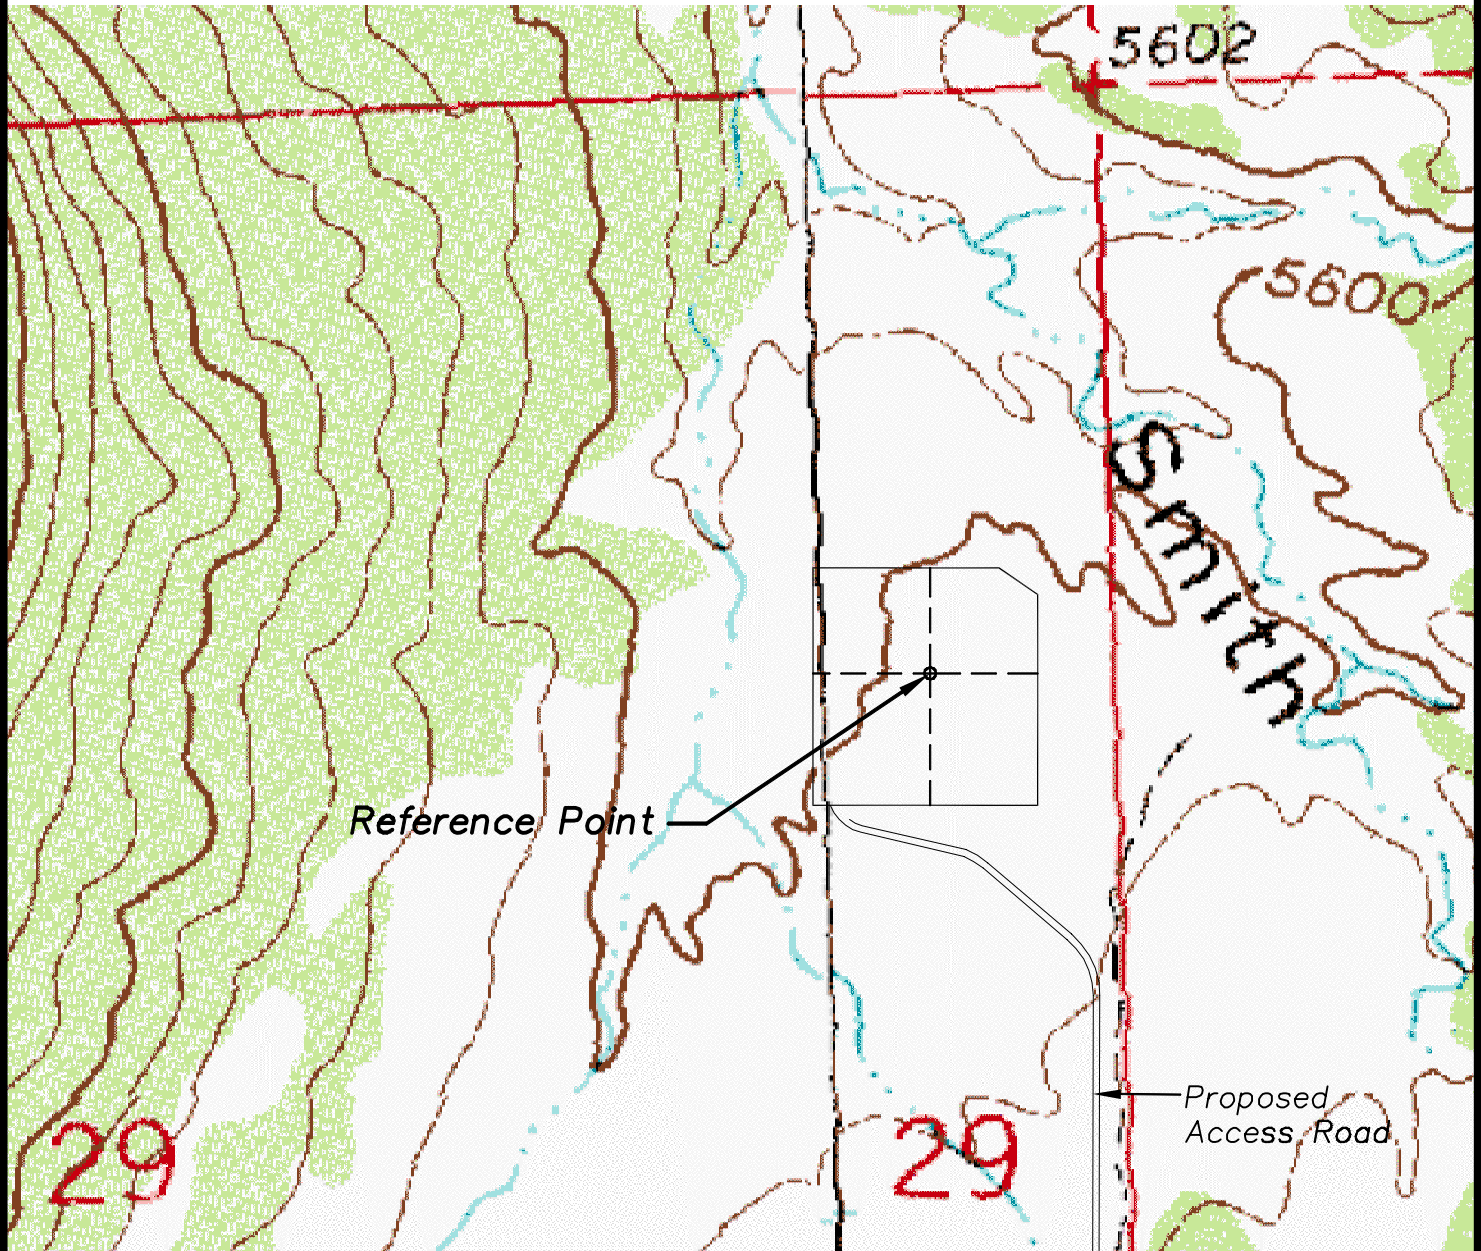 5602
5600
Smith
Reference Point
Proposed
Access Road
29
29